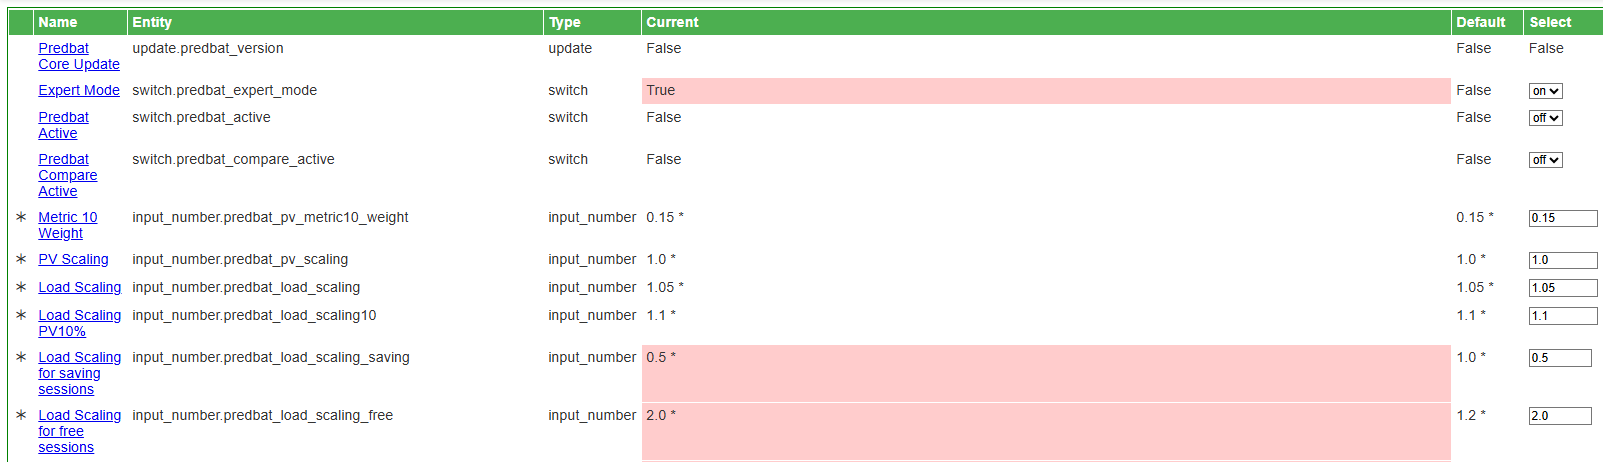 Name Entity Type Current Default Select
Predbat update.predbat_version update False False False
Core Update
Expert Mode switch.predbat_expert_mode switch True False on
Predbat switch.predbat_active switch False False off
Active
Predbat switch.predbat_compare_active switch False False off
Compare
Active
* Metric 10 input_number.predbat_pv_metric10_weight input_number 0.15 * 0.15 * 0.15
Weight
* PV Scaling input_number.predbat_pv_scaling input_number 1.0 * 1.0 * 1.0
* Load Scaling input_number.predbat_load_scaling input_number 1.05 * 1.05 * 1.05
* Load Scaling input_number.predbat_load_scaling10 input_number 1.1 * 1.1 * 1.1
PV10%
* Load Scaling input_number.predbat_load_scaling_saving input_number 0.5 * 1.0 * 0.5
for saving
sessions
* Load Scaling input_number.predbat_load_scaling_free input_number 2.0 * 1.2 * 2.0
for free
sessions